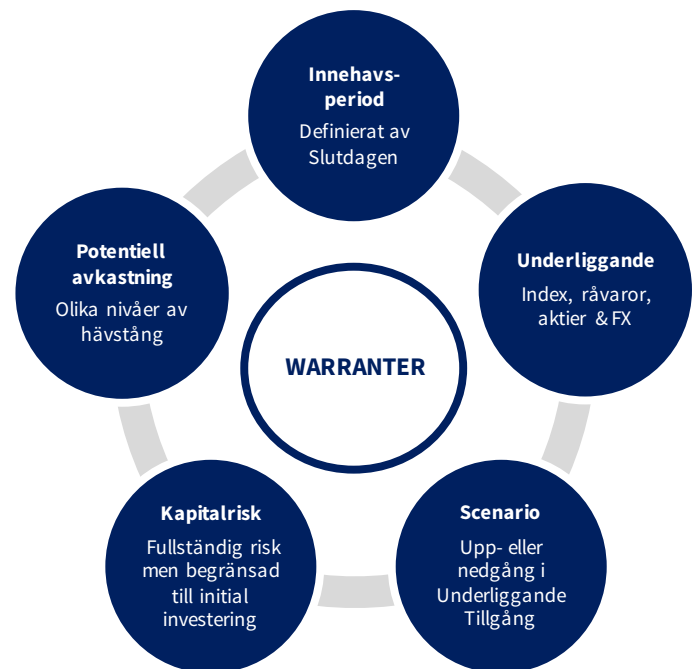 Innehavs-
period
Definierat av
Slutdagen
Underliggande
Index, råvaror,
aktier & FX
Scenario
Upp- eller
nedgång i
Underliggande
Tillgång
Kapitalrisk
Fullständig risk
men begränsad
till initial
investering
Potentiell
avkastning
Olika nivåer av
hävstång
WARRANTER